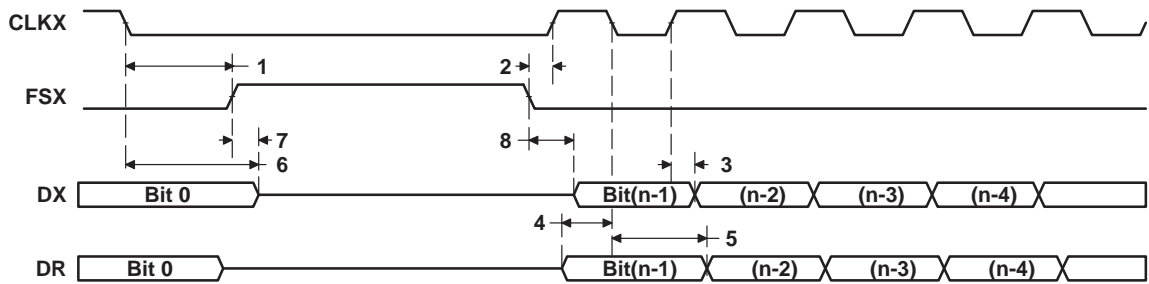 CLKX
1 2
FSX
8 7
6 3
DX Bit 0 Bit(n-1) (n-2) (n-3) (n-4)
4 5
DR Bit 0 Bit(n-1) (n-2) (n-3) (n-4)